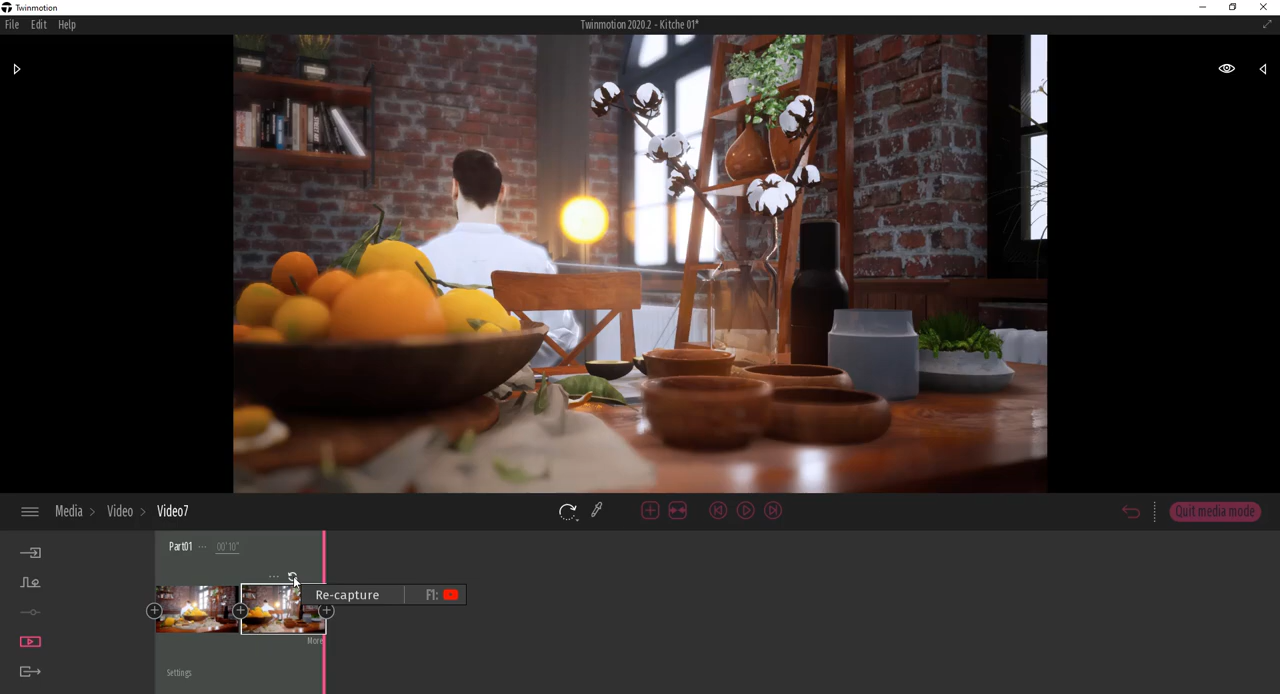 Twinmotion
File Edit Help
Twinmotion 2020.2 - Kitche 01*
Media > Video > Video7
Quit media mode
Part01 ... 00'10"
...
Re-capture F1:
More
Settings